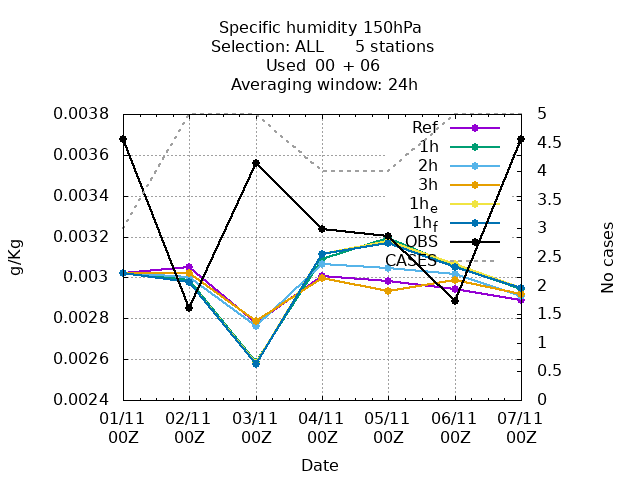 Specific humidity 150hPa
Selection: ALL 5 stations
Used 00 + 06
Averaging window: 24h
0.0038
0.0036
0.0034
0.0032
0.003
0.0028
0.0026
0.0024
g/Kg
5
4.5
4
3.5
3
2.5
2
1.5
1
0.5
0
No cases
Ref
1h
2h
3h
1he
1hf
OBS
CASES
01/11 02/11 03/11 04/11 05/11 06/11 07/11
00Z 00Z 00Z 00Z 00Z 00Z 00Z
Date